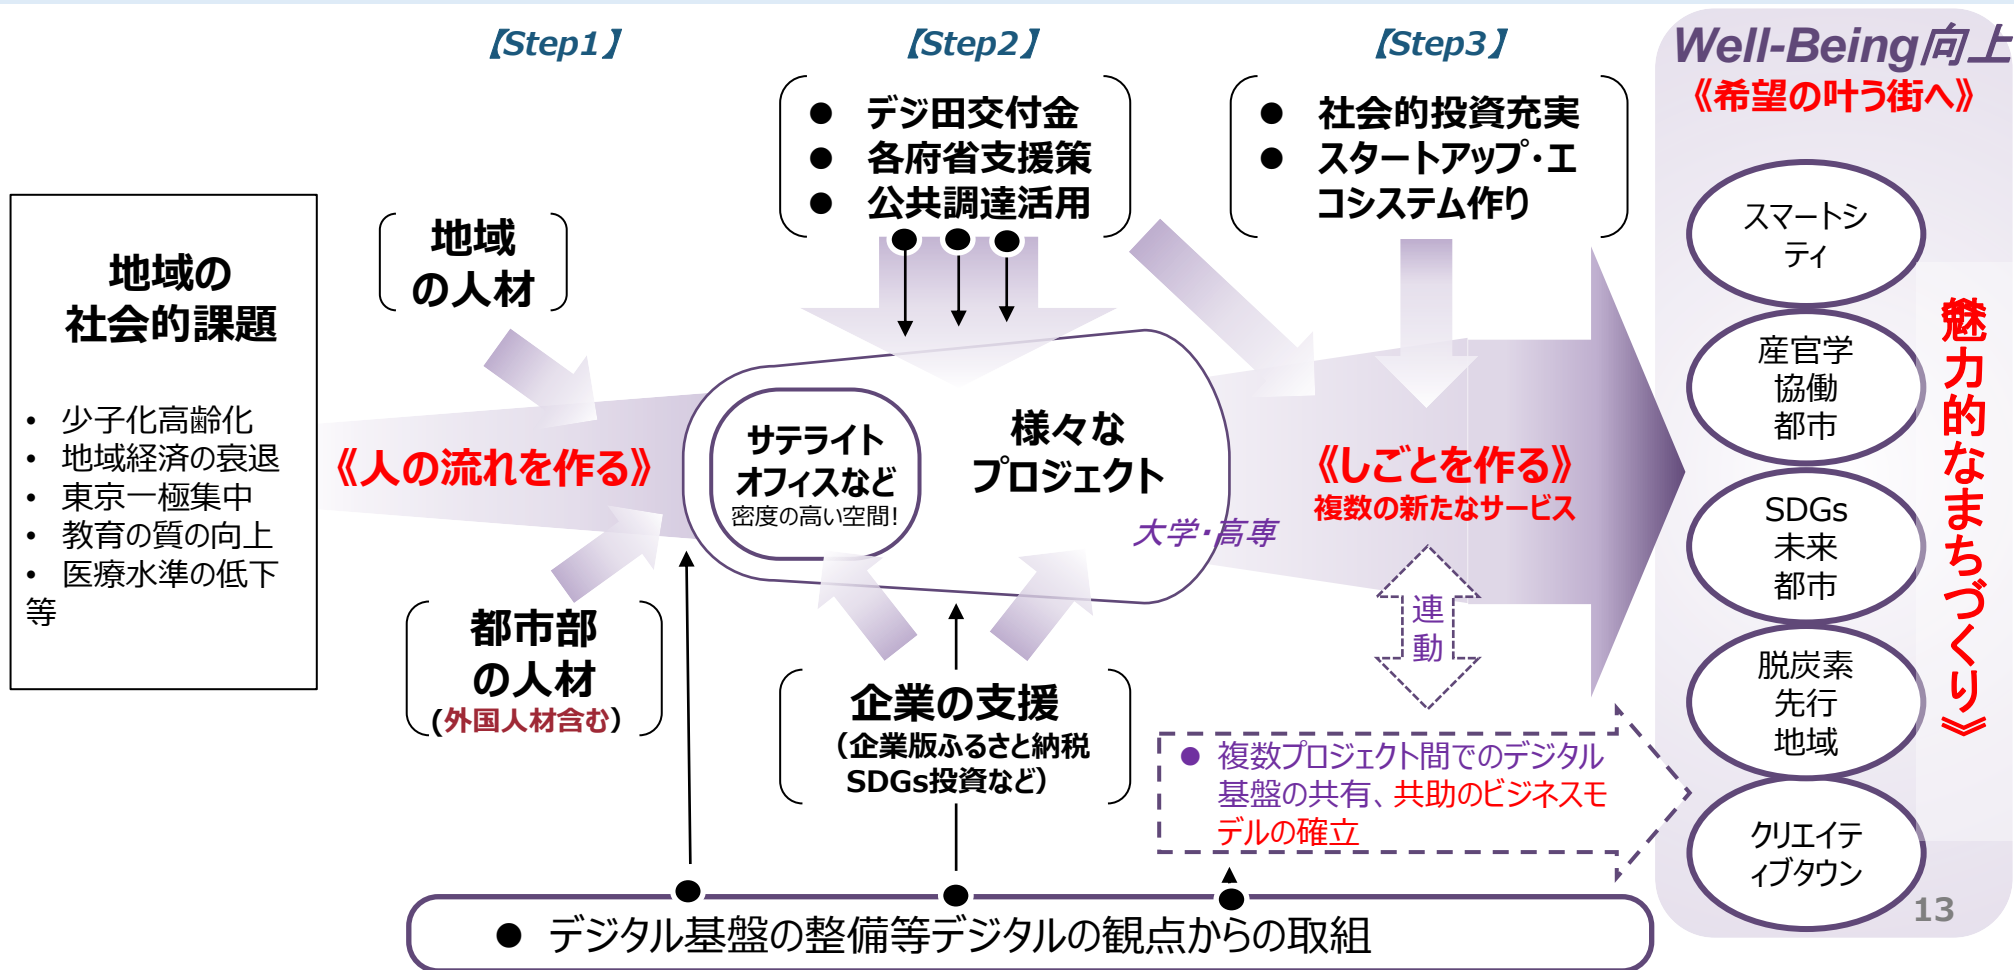 【Step1】
【Step2】
【Step3】
Well-Being向上
《希望の叶う街へ》
地域の
社会的課題
• 少子化高齢化
• 地域経済の衰退
• 東京一極集中
• 教育の質の向上
• 医療水準の低下
等
地域
の人材
《人の流れを作る》
都市部
の人材
(外国人材含む)
● デジ田交付金
● 各府省支援策
● 公共調達活用
サテライト
オフィスなど
密度の高い空間!
様々な
プロジェクト
大学・高専
企業の支援
(企業版ふるさと納税
SDGs投資など)
● 社会的投資充実
● スタートアップ・エ
コシステム作り
《しごとを作る》
複数の新たなサービス
連
動
● 複数プロジェクト間でのデジタル
基盤の共有、共助のビジネスモ
デルの確立
● デジタル基盤の整備等デジタルの観点からの取組
スマートシ
ティ
産官学
協働
都市
SDGs
未来
都市
脱炭素
先行
地域
クリエイテ
ィブタウン
《魅力的なまちづくり》
13